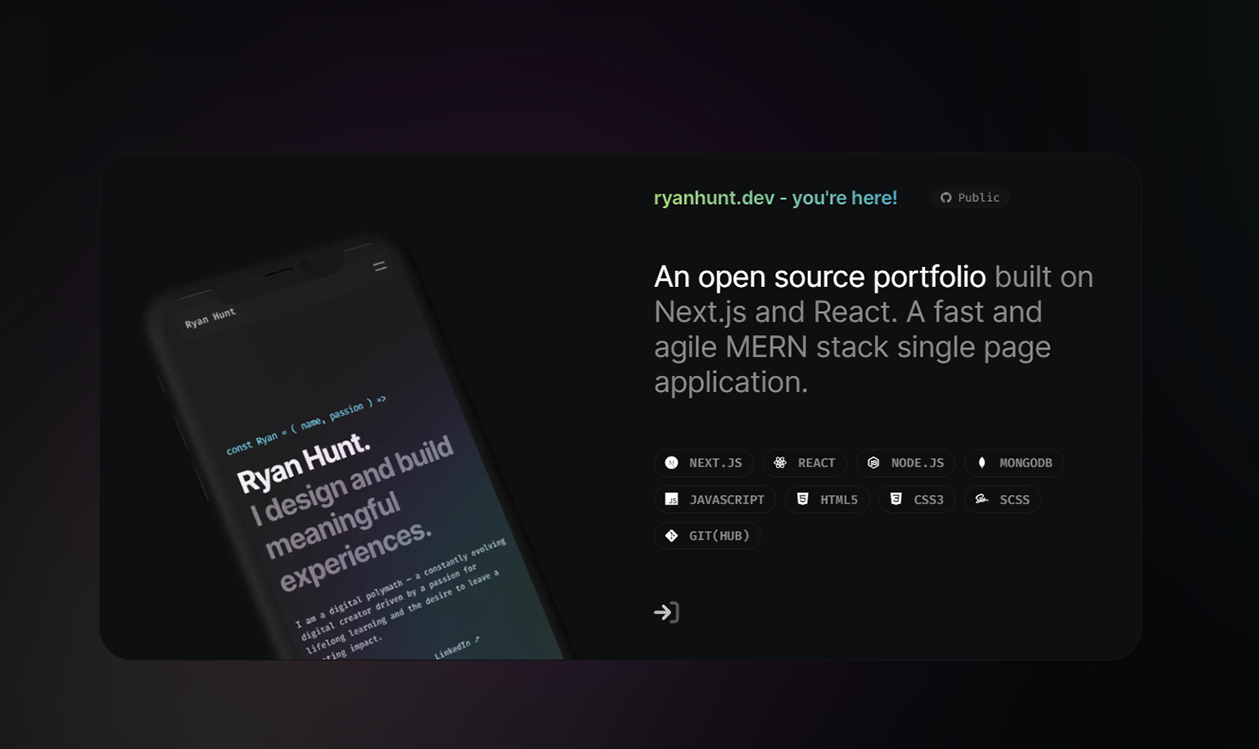 ryanhunt.dev - you're here!
Public
An open source portfolio built on
Next.js and React. A fast and
agile MERN stack single page
application.
NEXT.JS
REACT
NODE.JS
MONGODB
JS
JAVASCRIPT
HTML5
CSS3
SCSS
GIT(HUB)
Ryan Hunt
const Ryan = ( name, passion ) =>
Ryan Hunt.
I design and build
meaningful
experiences.
I am a digital polymath — a constantly evolving
digital creator driven by a passion for
lifelong learning and the desire to leave a
impact.
LinkedIn ↗